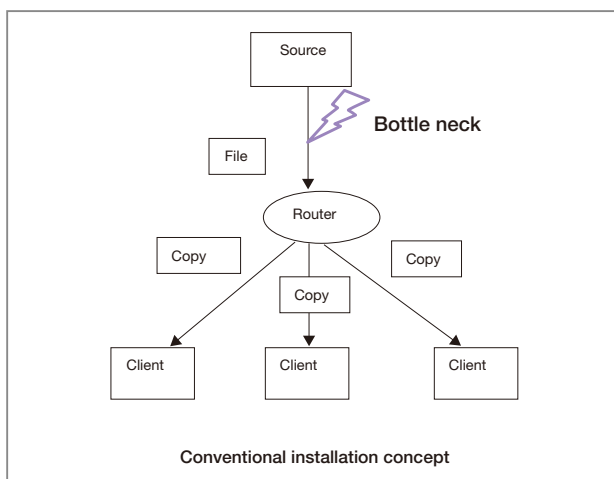 Source
Bottle neck
File
Router
Copy
Copy
Copy
Client
Client
Client
Conventional installation concept